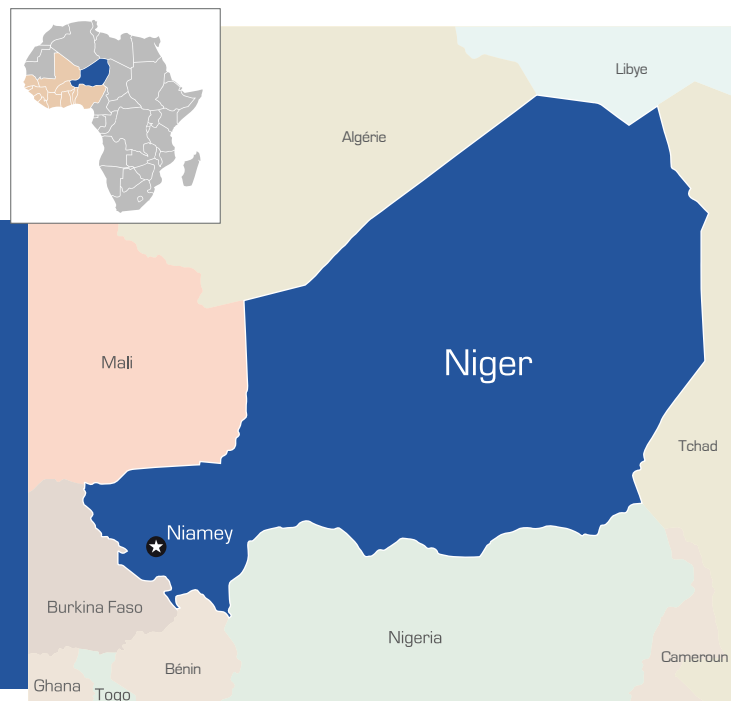 Libye
Algérie
Mali
Niger
Tchad
Niamey
Burkina Faso
Nigeria
Bénin
Cameroun
Ghana
Togo